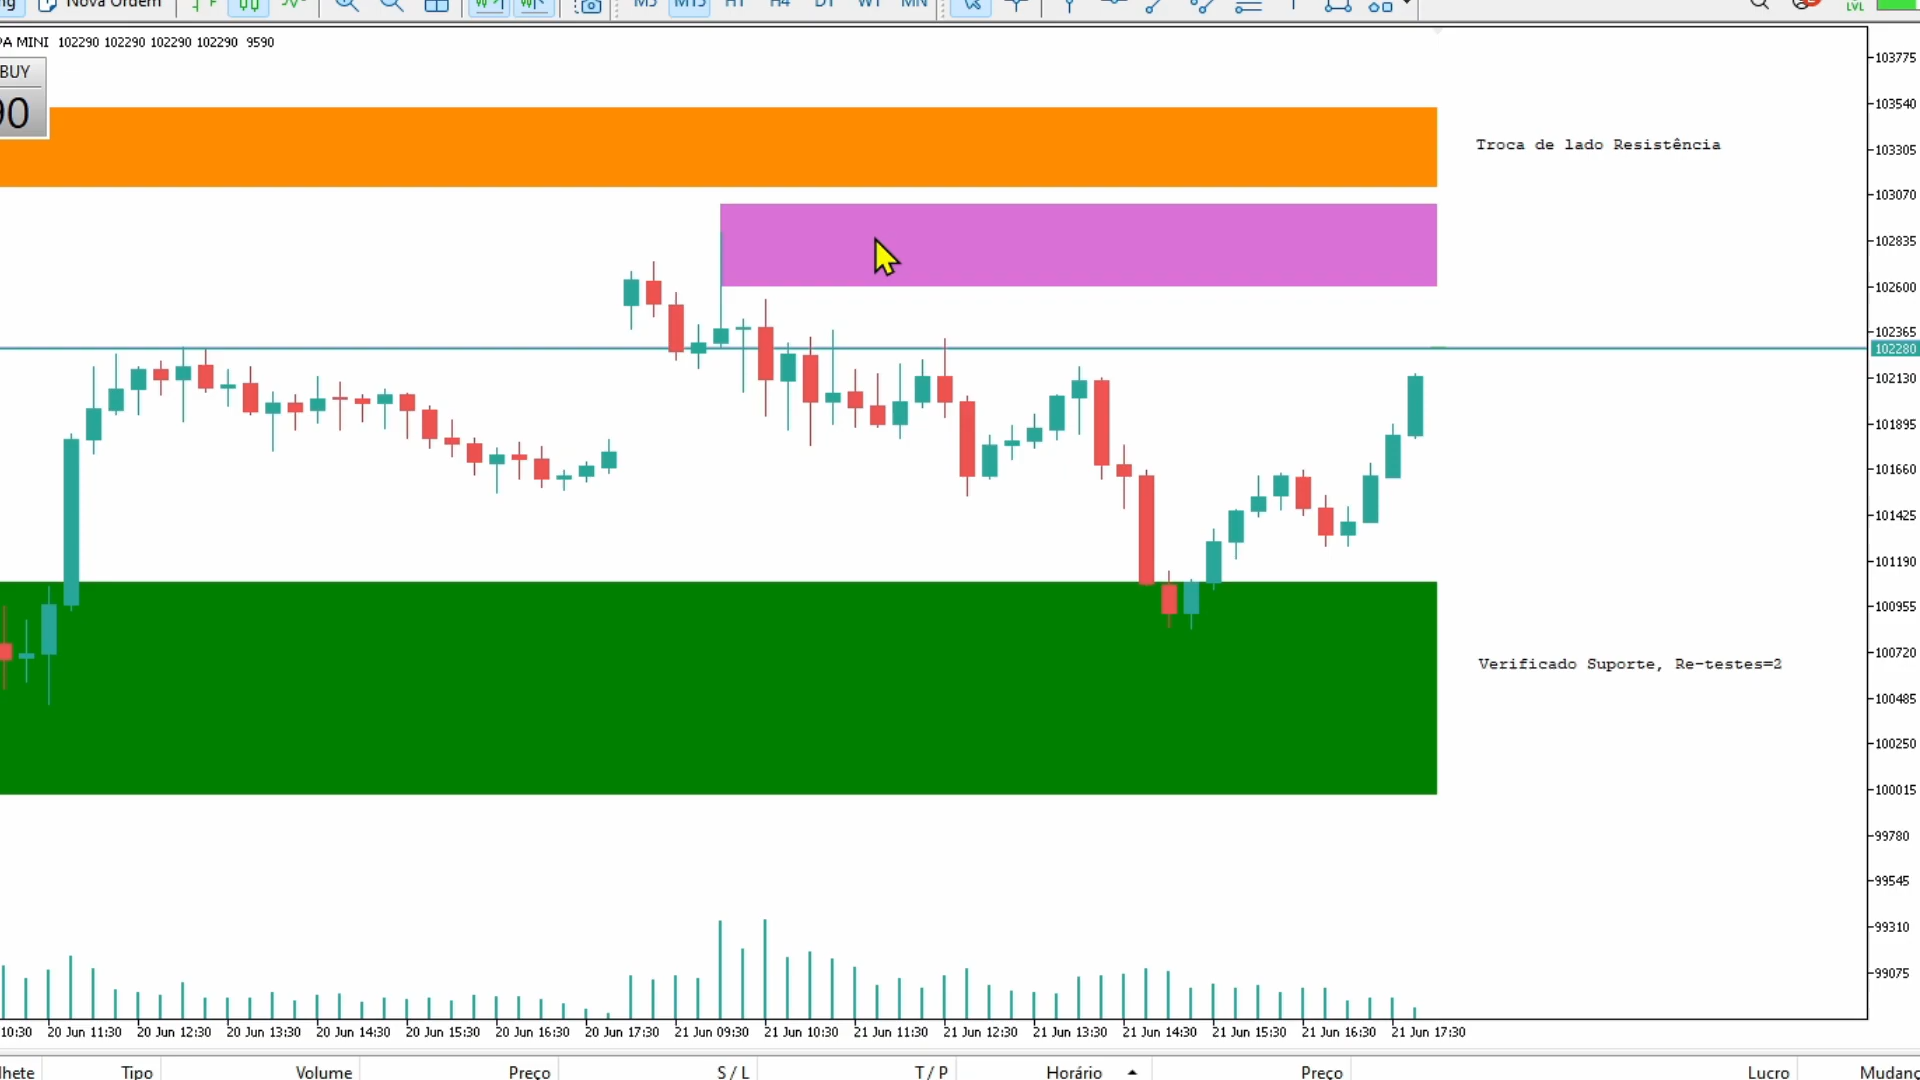 Nova Ordem
M5 M15 H1 H4 D1 W1 MN
LVL
PA MINI 102290 102290 102290 102290 9590
BUY
90
103775
103540
Troca de lado Resistência
103305
103070
102835
102600
102365
102280
102130
101895
101660
101425
101190
100955
Verificado Suporte, Re-testes=2
100720
100485
100250
100015
99780
99545
99310
99075
10:30 20 Jun 11:30 20 Jun 12:30 20 Jun 13:30 20 Jun 14:30 20 Jun 15:30 20 Jun 16:30 20 Jun 17:30 21 Jun 09:30 21 Jun 10:30 21 Jun 11:30 21 Jun 12:30 21 Jun 13:30 21 Jun 14:30 21 Jun 15:30 21 Jun 16:30 21 Jun 17:30
lhete Tipo Volume Preço S / L T / P Horário Preço Lucro Mudanç